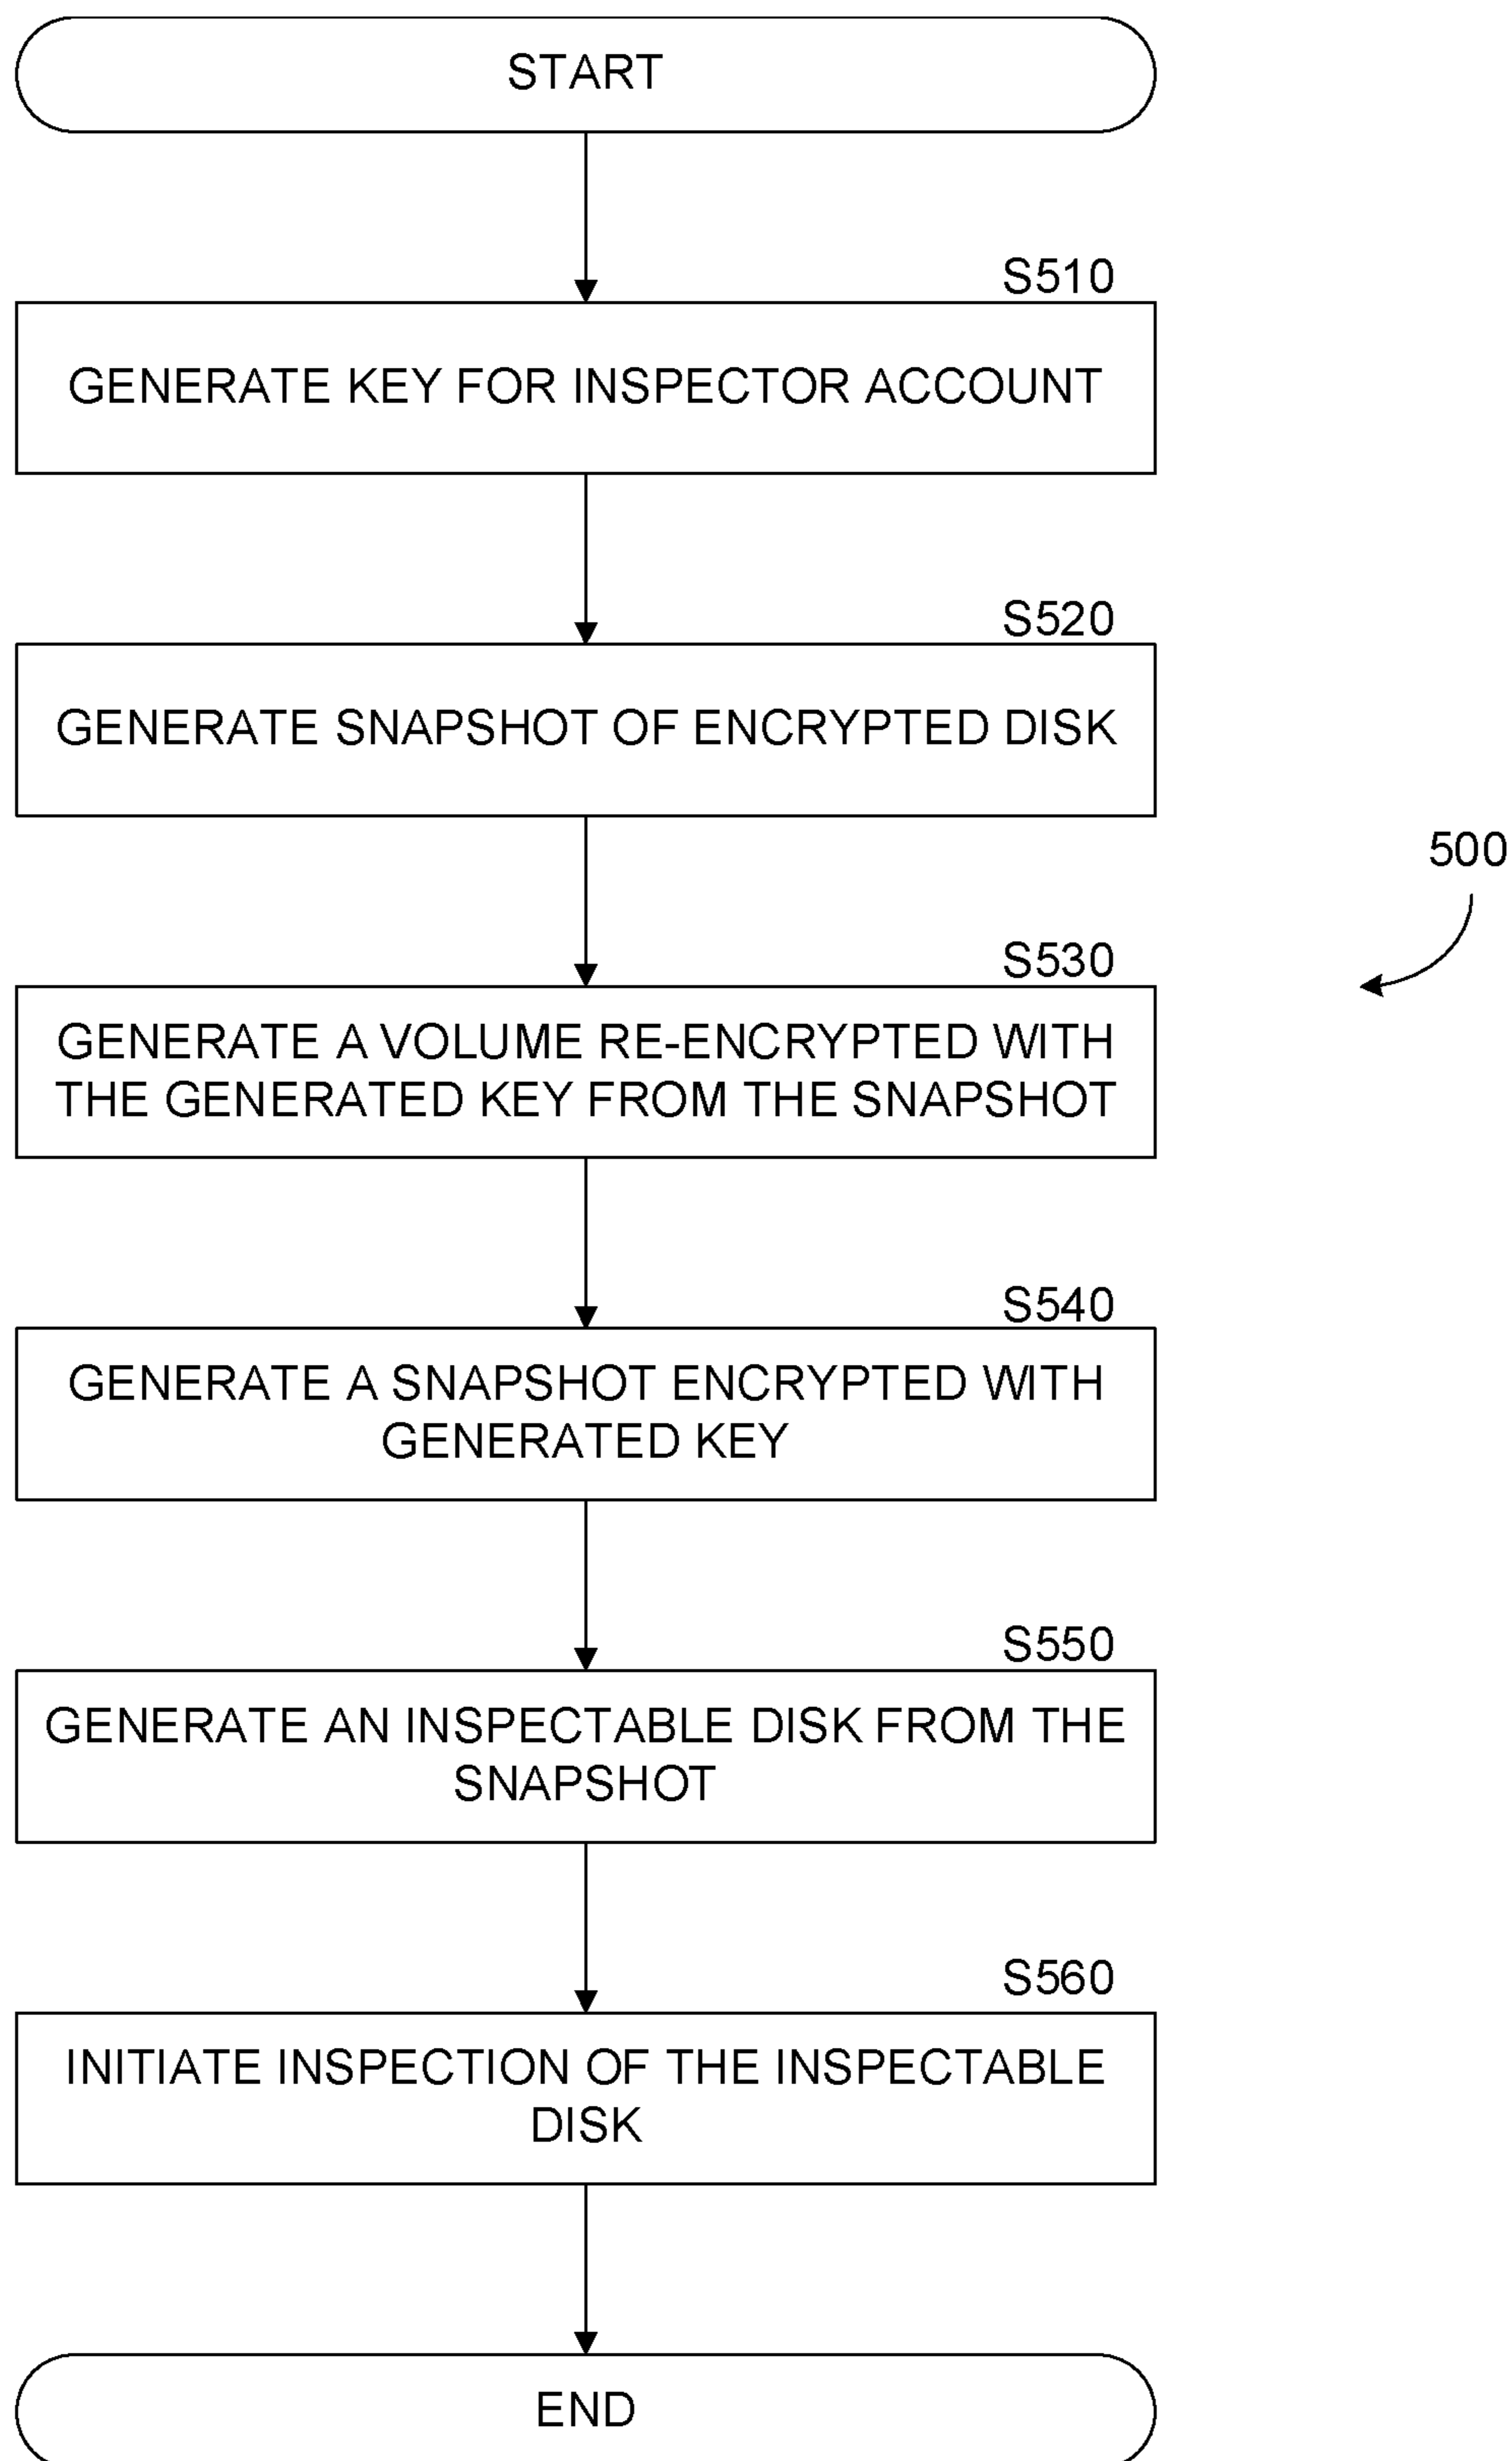 START
S510
GENERATE KEY FOR INSPECTOR ACCOUNT
S520
GENERATE SNAPSHOT OF ENCRYPTED DISK
500
S530
GENERATE A VOLUME RE-ENCRYPTED WITH
THE GENERATED KEY FROM THE SNAPSHOT
S540
GENERATE A SNAPSHOT ENCRYPTED WITH
GENERATED KEY
S550
GENERATE AN INSPECTABLE DISK FROM THE
SNAPSHOT
S560
INITIATE INSPECTION OF THE INSPECTABLE
DISK
END